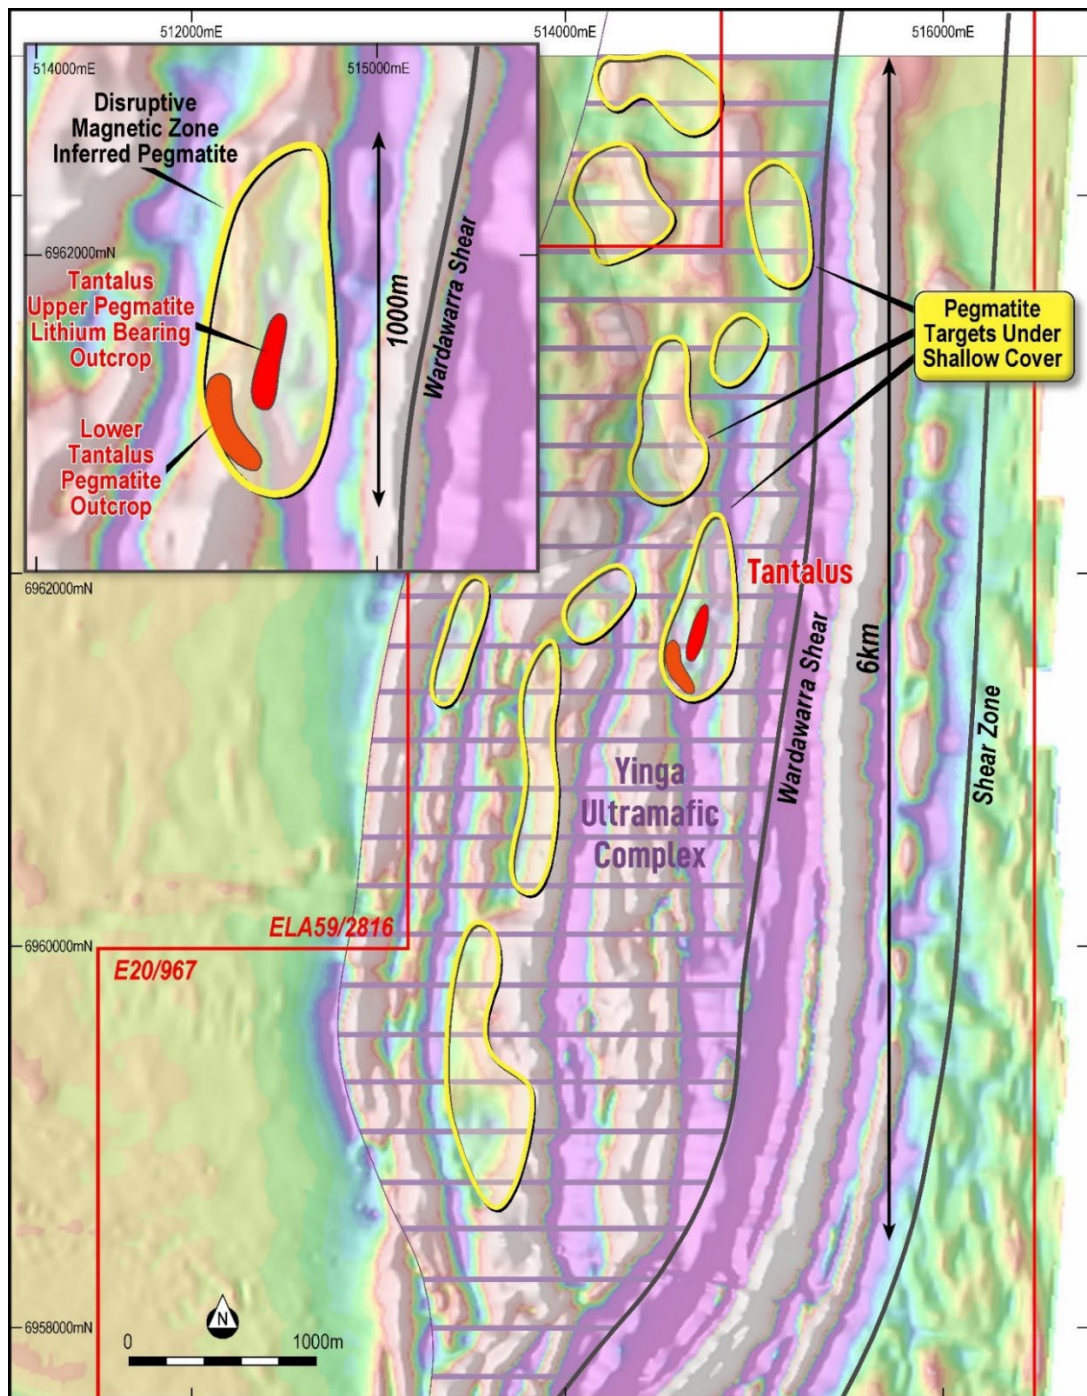 512000mE
514000mE
516000mE
514000mE
515000mE
Disruptive
Magnetic Zone
Inferred Pegmatite
6962000mN
Tantalus
Upper Pegmatite
Lithium Bearing
Outcrop
Lower
Tantalus
Pegmatite
Outcrop
1000m
Wardawarra Shear
Pegmatite
Targets Under
Shallow Cover
6962000mN
Tantalus
Wardawarra Shear
6km
Shear Zone
Yinga
Ultramafic
Complex
ELA59/2816
6960000mN
E20/967
6958000mN
N
0
1000m